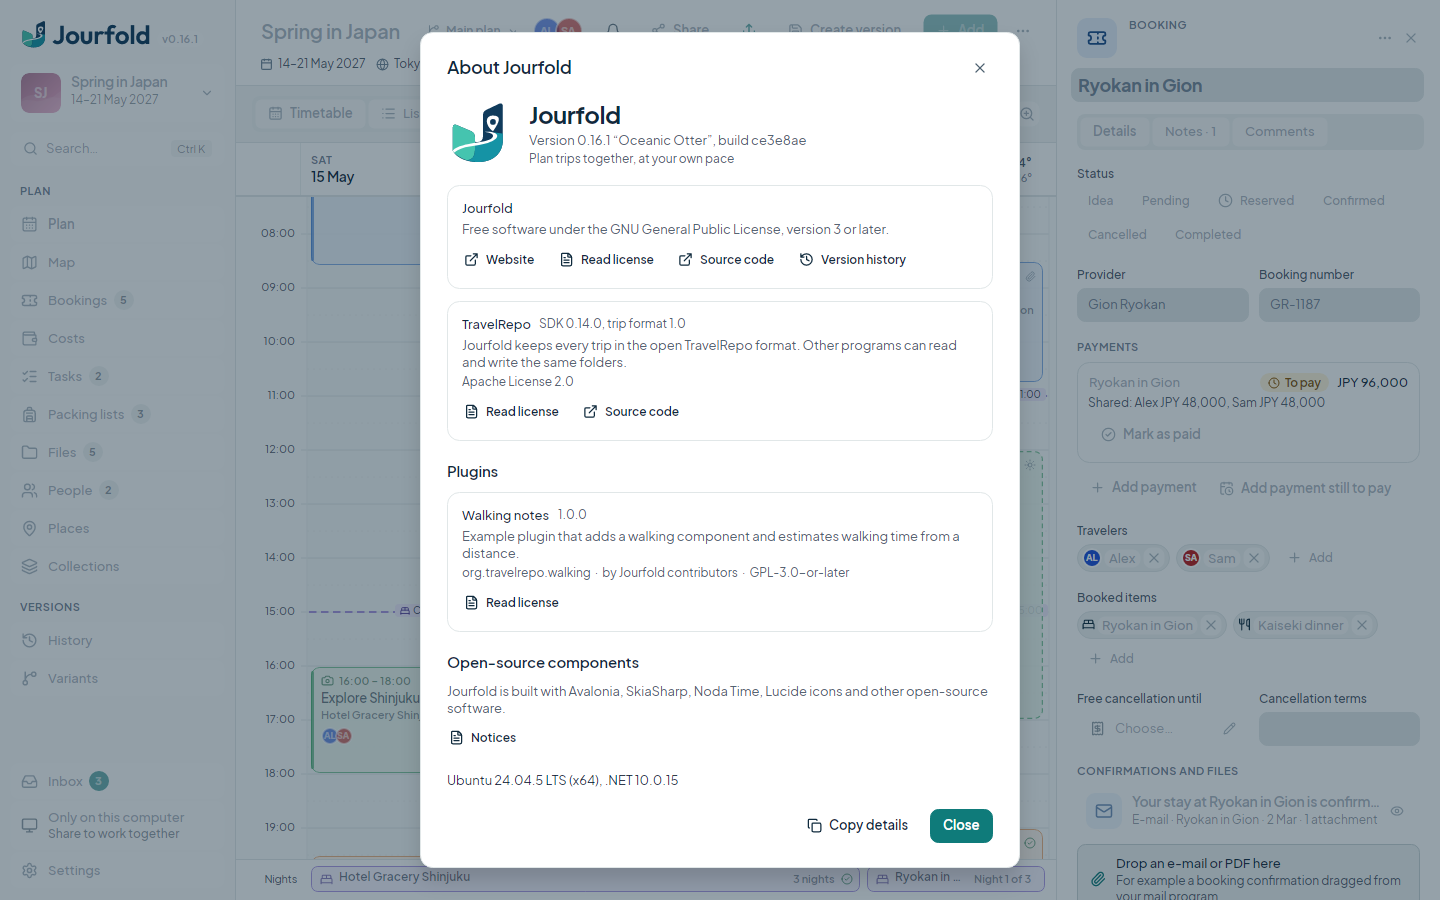 Jourfold v0.16.1
SJ
Spring in Japan
14–21 May 2027
Search...
Ctrl K
PLAN
Plan
Map
Bookings 5
Costs
Tasks 2
Packing lists 3
Files 5
People 2
Places
Collections
VERSIONS
History
Variants
Inbox 3
Only on this computer
Share to work together
Settings
Spring in Japan
Main plan
AL SA
Share
Create version
Add
14–21 May 2027
Timetable
SAT
15 May
08:00
09:00
10:00
11:00
12:00
13:00
14:00
15:00
16:00
17:00
18:00
19:00
16:00 – 18:00
Explore Shinjuku
AL SA
Nights
Hotel Gracery Shinjuku
3 nights
Ryokan in ...
Night 1 of 3
About Jourfold
Jourfold
Version 0.16.1 “Oceanic Otter”, build ce3e8ae
Plan trips together, at your own pace
Jourfold
Free software under the GNU General Public License, version 3 or later.
Website
Read license
Source code
Version history
TravelRepo SDK 0.14.0, trip format 1.0
Jourfold keeps every trip in the open TravelRepo format. Other programs can read
and write the same folders.
Apache License 2.0
Read license
Source code
Plugins
Walking notes 1.0.0
Example plugin that adds a walking component and estimates walking time from a
distance.
org.travelrepo.walking · by Jourfold contributors · GPL-3.0-or-later
Read license
Open-source components
Jourfold is built with Avalonia, SkiaSharp, Noda Time, Lucide icons and other open-source
software.
Notices
Ubuntu 24.04.5 LTS (x64), .NET 10.0.15
Copy details
Close
BOOKING
Ryokan in Gion
Details
Notes · 1
Comments
Status
Idea
Pending
Reserved
Confirmed
Cancelled
Completed
Provider
Booking number
Gion Ryokan
GR-1187
PAYMENTS
Ryokan in Gion
To pay
JPY 96,000
Shared: Alex JPY 48,000, Sam JPY 48,000
Mark as paid
Add payment
Add payment still to pay
Travelers
AL Alex
SA Sam
Add
Booked items
Ryokan in Gion
Kaiseki dinner
Add
Free cancellation until
Cancellation terms
Choose...
CONFIRMATIONS AND FILES
Your stay at Ryokan in Gion is confirm...
E-mail · Ryokan in Gion · 2 Mar · 1 attachment
Drop an e-mail or PDF here
For example a booking confirmation dragged from
your mail program.